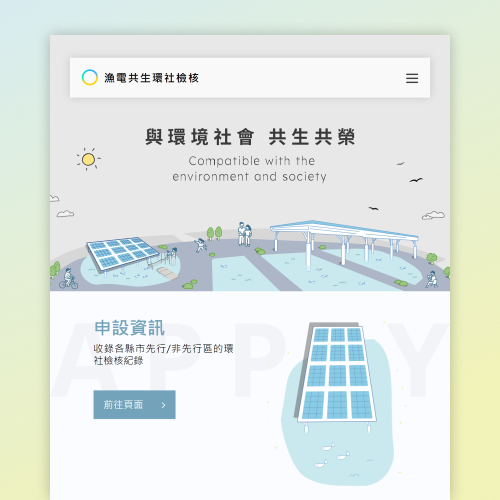 漁電共生環社檢核
與環境社會 共生共榮
Compatible with the
environment and society
APPLY
申設資訊
收錄各縣市先行/非先行區的環
社檢核紀錄
前往頁面